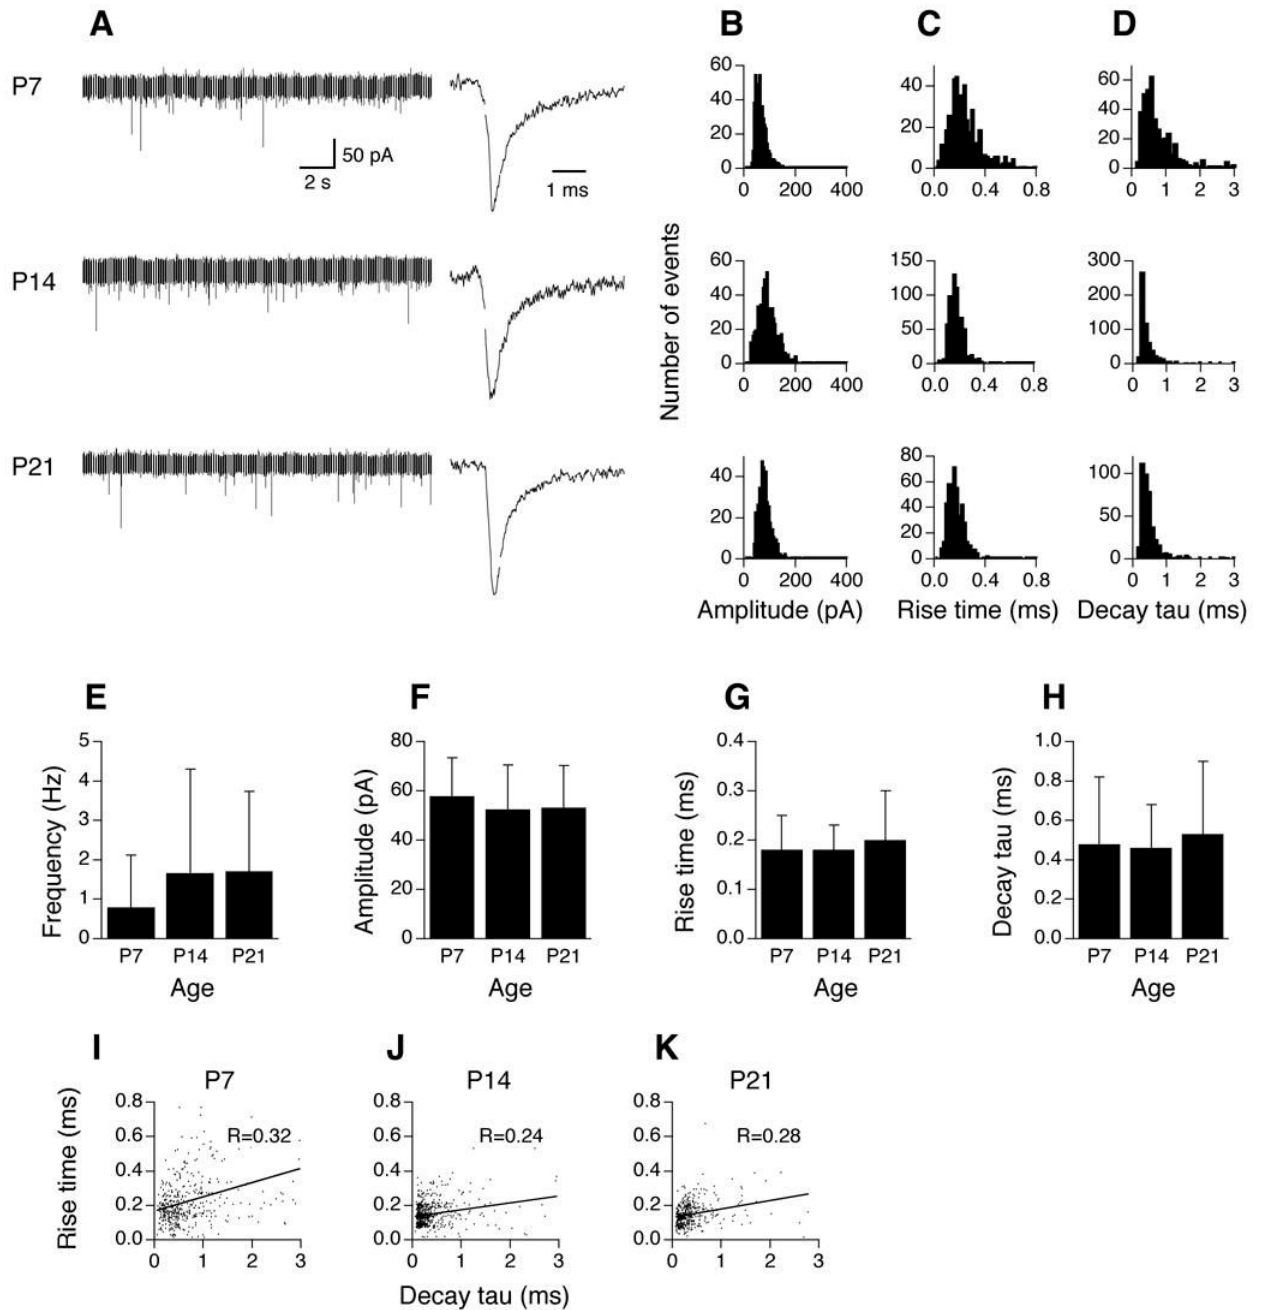 A
B
C
D
P7
50 pA
2 s
1 ms
60
40
20
0
0 200 400
40
20
0
0.0 0.4 0.8
60
40
20
0
0 1 2 3
P14
Number of events
60
40
20
0
0 200 400
150
100
50
0
0.0 0.4 0.8
300
200
100
0
0 1 2 3
P21
40
20
0
0 200 400
Amplitude (pA)
80
60
40
20
0
0.0 0.4 0.8
Rise time (ms)
100
50
0
0 1 2 3
Decay tau (ms)
E
Frequency (Hz)
5
4
3
2
1
0
P7 P14 P21
Age
F
Amplitude (pA)
80
60
40
20
0
P7 P14 P21
Age
G
Rise time (ms)
0.4
0.3
0.2
0.1
0.0
P7 P14 P21
Age
H
Decay tau (ms)
1.0
0.8
0.6
0.4
0.2
0.0
P7 P14 P21
Age
I
P7
Rise time (ms)
0.8
0.6
0.4
0.2
0.0
R=0.32
0 1 2 3
J
P14
0.8
0.6
0.4
0.2
0.0
R=0.24
0 1 2 3
Decay tau (ms)
K
P21
0.8
0.6
0.4
0.2
0.0
R=0.28
0 1 2 3